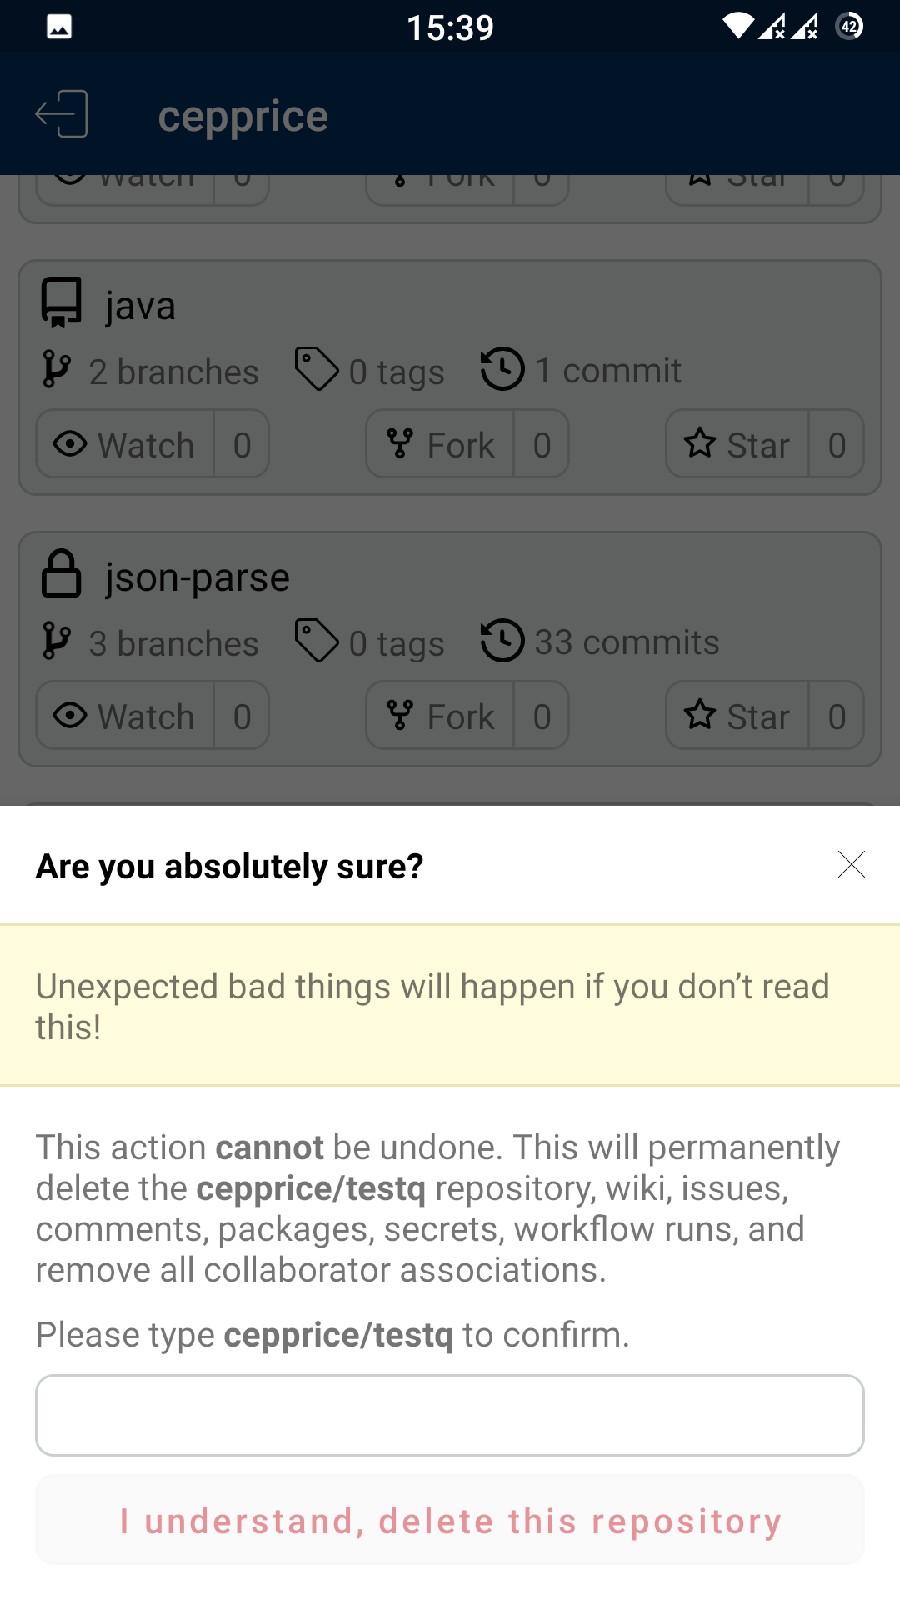 15:39
42
cepprice
Watch 0 Fork 0 Star 0
java
2 branches 0 tags 1 commit
Watch 0 Fork 0 Star 0
json-parse
3 branches 0 tags 33 commits
Watch 0 Fork 0 Star 0
Are you absolutely sure?
Unexpected bad things will happen if you don’t read
this!
This action cannot be undone. This will permanently
delete the cepprice/testq repository, wiki, issues,
comments, packages, secrets, workflow runs, and
remove all collaborator associations.
Please type cepprice/testq to confirm.
I understand, delete this repository